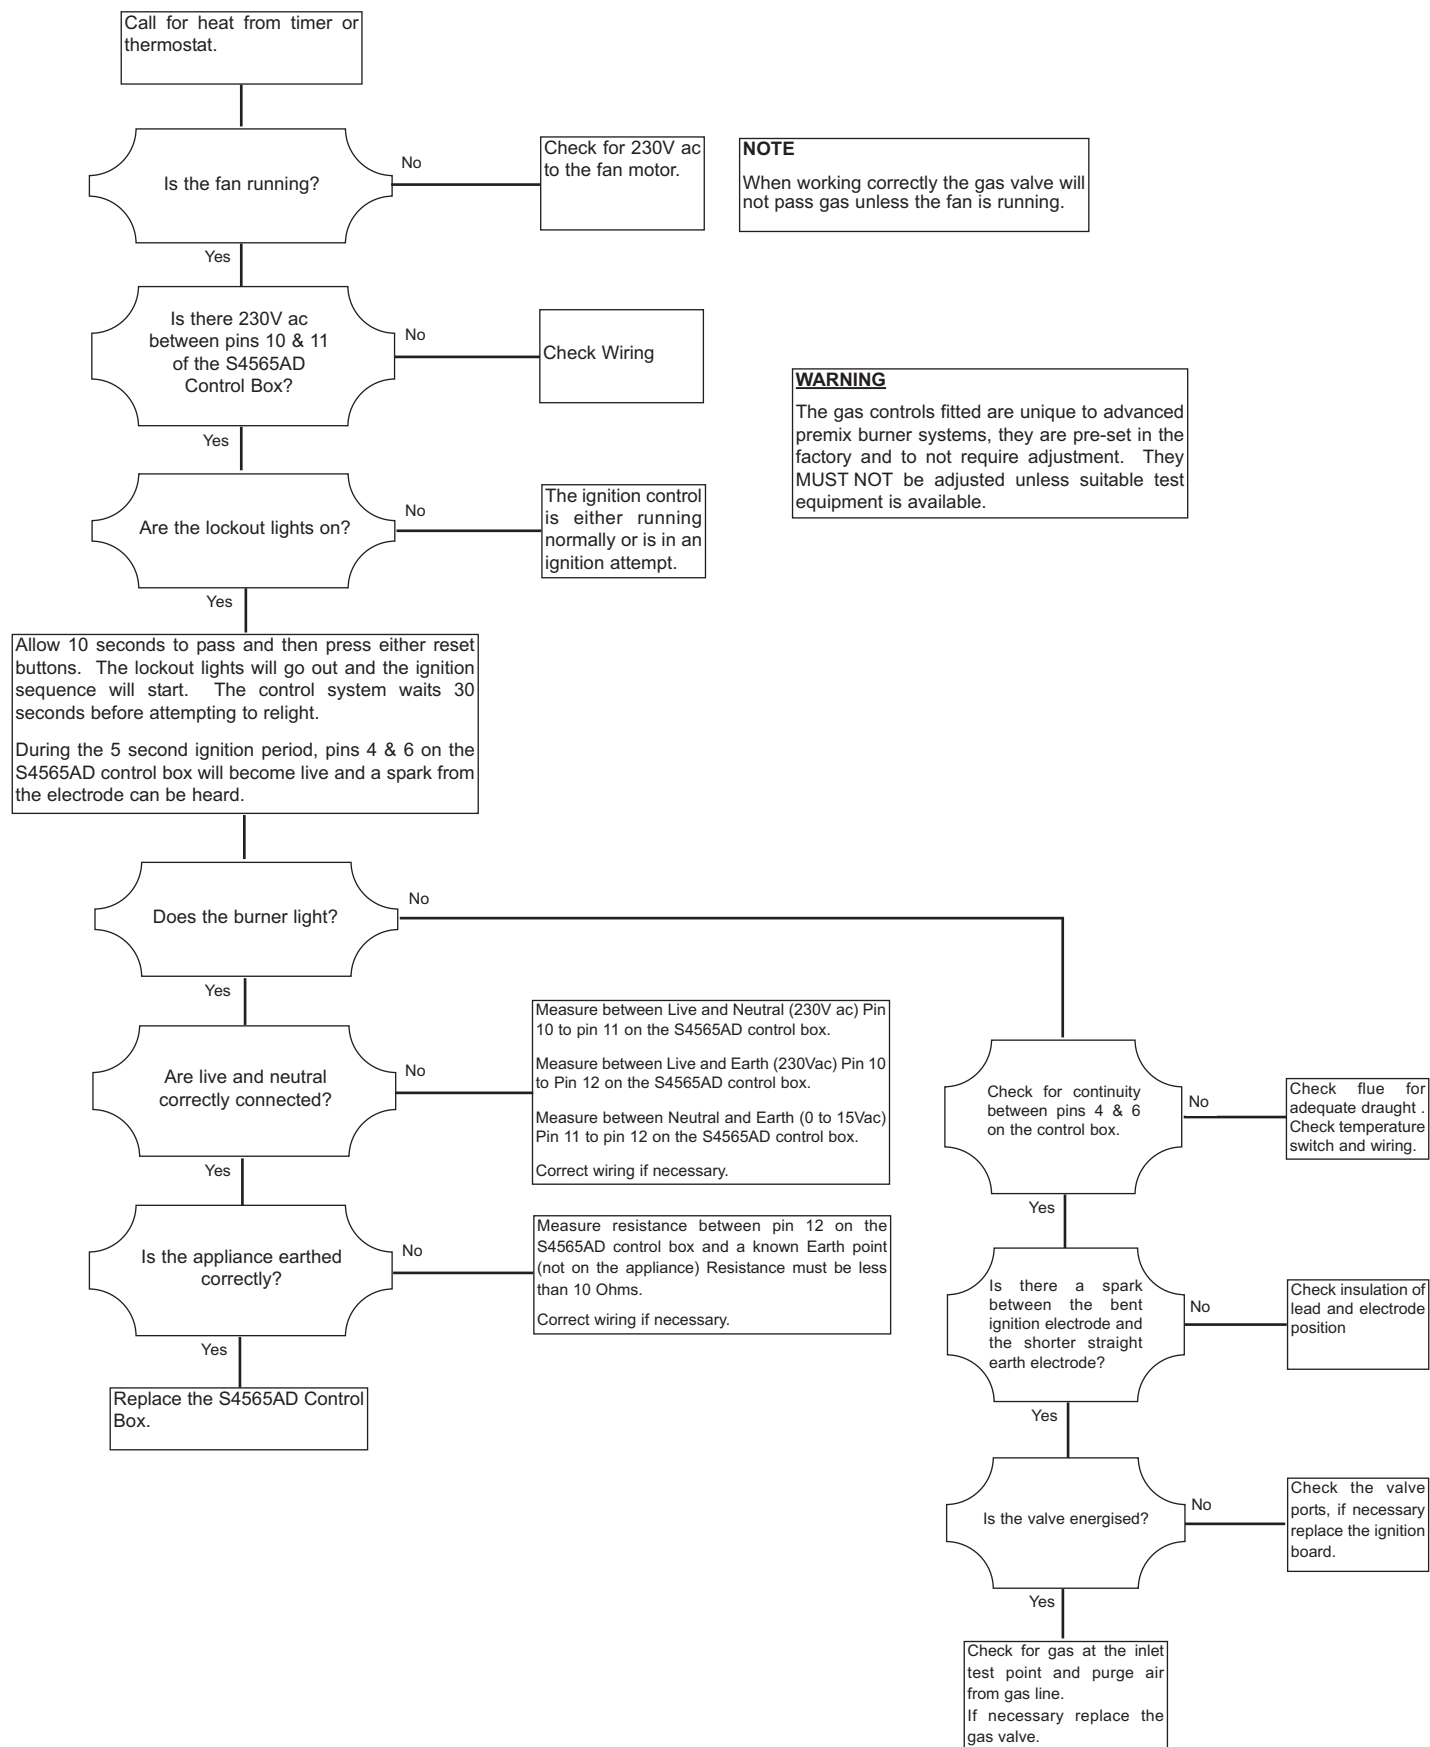 Call for heat from timer or
thermostat.
Is the fan running?
No
Check for 230V ac
to the fan motor.
NOTE
When working correctly the gas valve will
not pass gas unless the fan is running.
Yes
Is there 230V ac
between pins 10 & 11
of the S4565AD
Control Box?
No
Check Wiring
WARNING
The gas controls fitted are unique to advanced
premix burner systems, they are pre-set in the
factory and to not require adjustment. They
MUST NOT be adjusted unless suitable test
equipment is available.
Yes
Are the lockout lights on?
No
The ignition control
is either running
normally or is in an
ignition attempt.
Yes
Allow 10 seconds to pass and then press either reset
buttons. The lockout lights will go out and the ignition
sequence will start. The control system waits 30
seconds before attempting to relight.
During the 5 second ignition period, pins 4 & 6 on the
S4565AD control box will become live and a spark from
the electrode can be heard.
Does the burner light?
No
Yes
Are live and neutral
correctly connected?
No
Measure between Live and Neutral (230V ac) Pin
10 to pin 11 on the S4565AD control box.
Measure between Live and Earth (230Vac) Pin 10
to Pin 12 on the S4565AD control box.
Measure between Neutral and Earth (0 to 15Vac)
Pin 11 to pin 12 on the S4565AD control box.
Correct wiring if necessary.
Yes
Is the appliance earthed
correctly?
No
Measure resistance between pin 12 on the
S4565AD control box and a known Earth point
(not on the appliance) Resistance must be less
than 10 Ohms.
Correct wiring if necessary.
Yes
Replace the S4565AD Control
Box.
Check for continuity
between pins 4 & 6
on the control box.
No
Check flue for
adequate draught .
Check temperature
switch and wiring.
Yes
Is there a spark
between the bent
ignition electrode and
the shorter straight
earth electrode?
No
Check insulation of
lead and electrode
position
Yes
Is the valve energised?
No
Check the valve
ports, if necessary
replace the ignition
board.
Yes
Check for gas at the inlet
test point and purge air
from gas line.
If necessary replace the
gas valve.